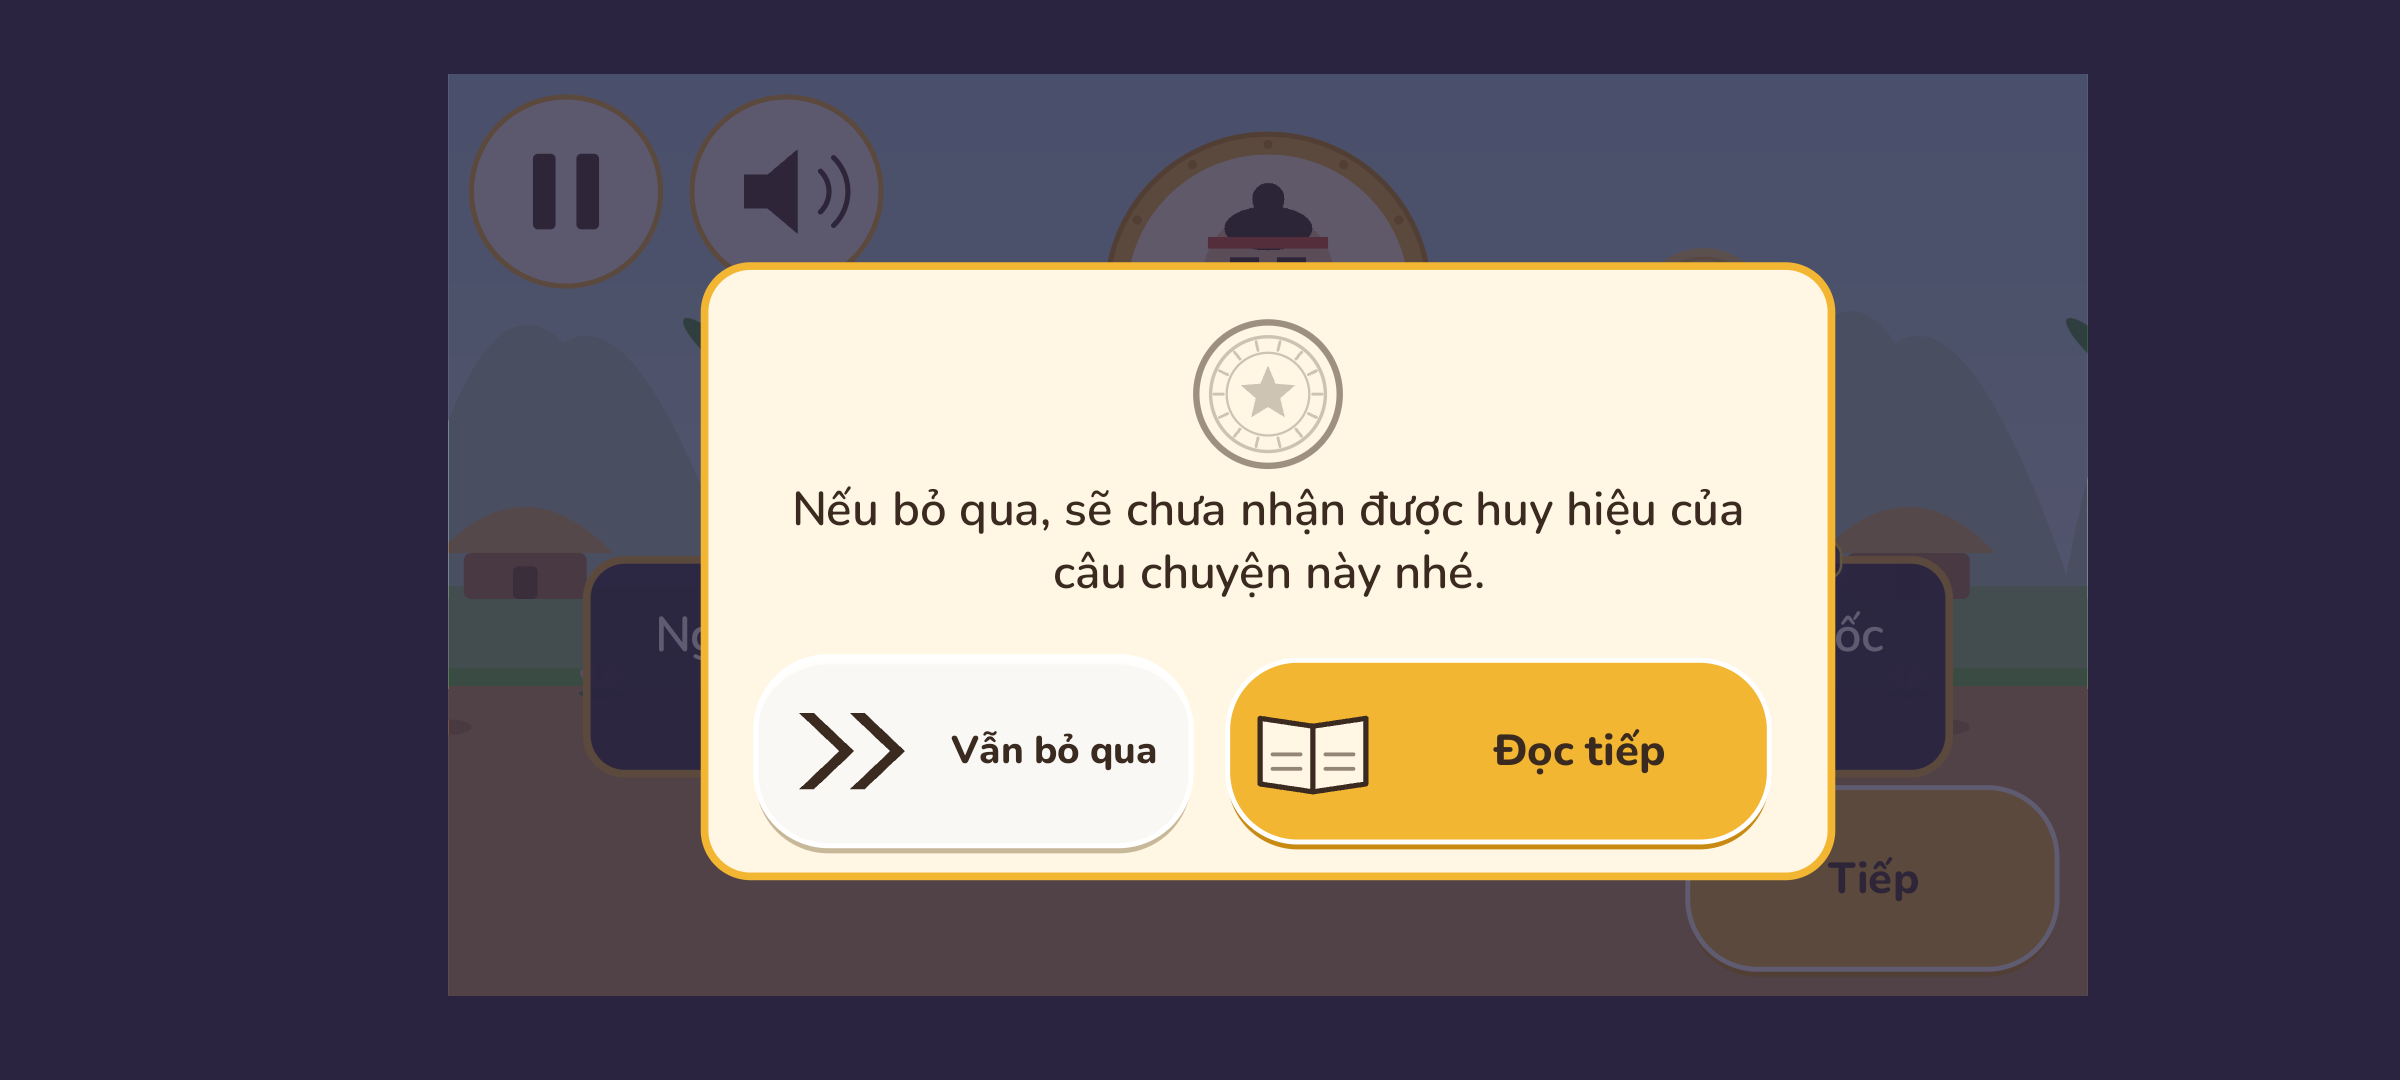 Nếu bỏ qua, sẽ chưa nhận được huy hiệu của
câu chuyện này nhé.
Vẫn bỏ qua
Đọc tiếp
Tiếp